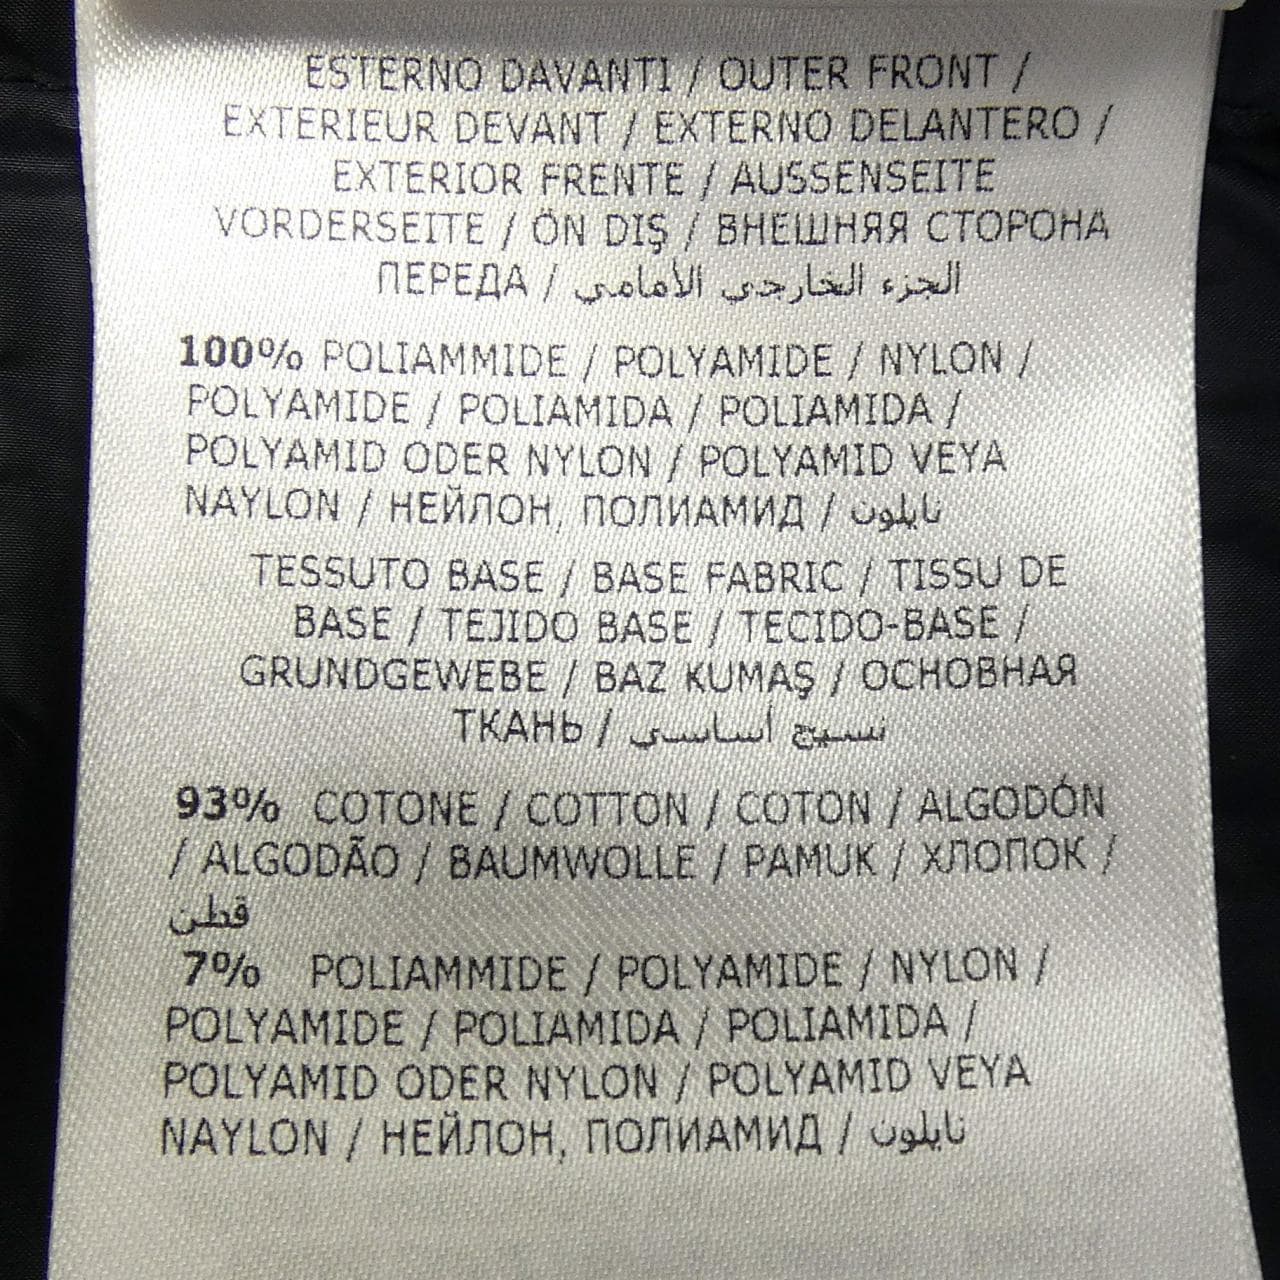 ESTERNO DAVANTI / OUTER FRONT /
EXTERIEUR DEVANT / EXTERNO DELANTERO /
EXTERIOR FRENTE / AUSSENSEITE
VORDERSEITE / ÖN DIŞ / ВНЕШНЯЯ СТОРОНА
ПЕРЕДА / الجزء الخارجي الأمامي
100% POLIAMMIDE / POLYAMIDE / NYLON /
POLYAMIDE / POLIAMIDA / POLIAMIDA /
POLYAMID ODER NYLON / POLYAMID VEYA
NAYLON / НЕЙЛОН, ПОЛИАМИД / نايلون
TESSUTO BASE / BASE FABRIC / TISSU DE
BASE / TEJIDO BASE / TECIDO-BASE /
GRUNDGEWEBE / BAZ KUMAŞ / ОСНОВНАЯ
ТКАНЬ / نسيج أساسي
93% COTONE / COTTON / COTON / ALGODÓN
/ ALGODÃO / BAUMWOLLE / PAMUK / ХЛОПОК /
قطن
7% POLIAMMIDE / POLYAMIDE / NYLON /
POLYAMIDE / POLIAMIDA / POLIAMIDA /
POLYAMID ODER NYLON / POLYAMID VEYA
NAYLON / НЕЙЛОН, ПОЛИАМИД / نايلون